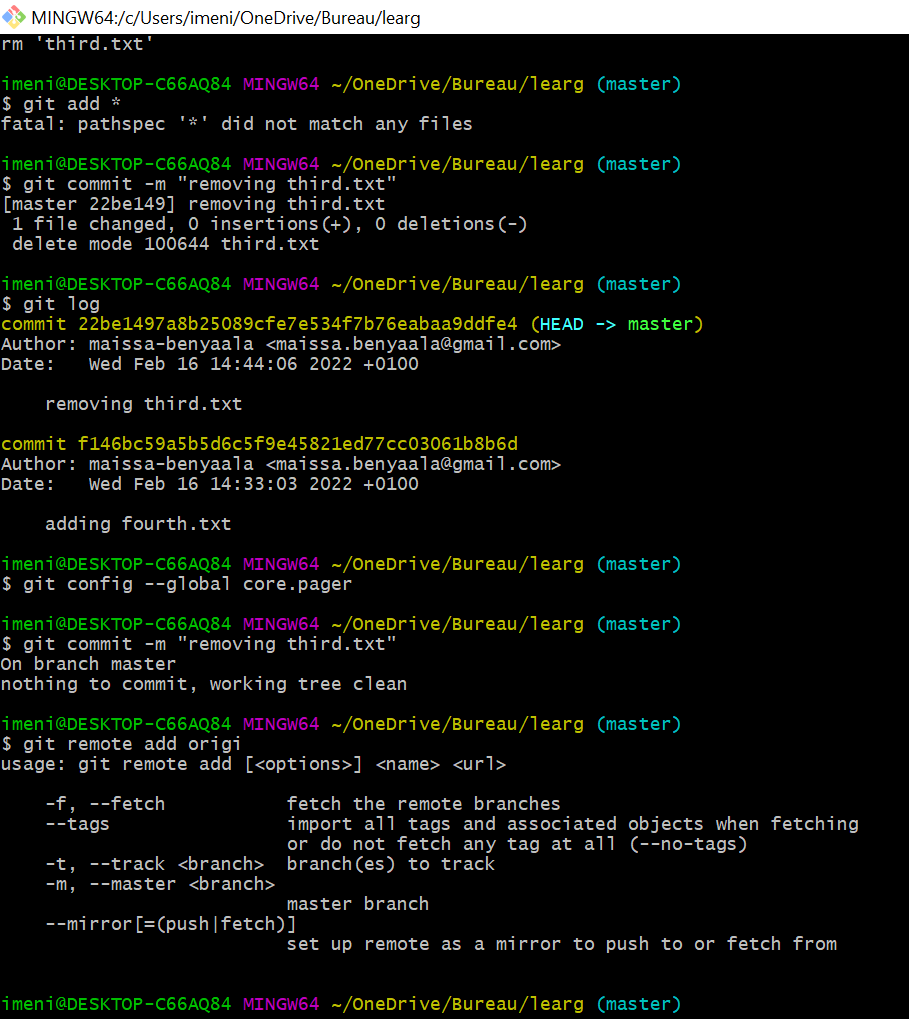 MINGW64:/c/Users/imeni/OneDrive/Bureau/learg
rm 'third.txt'
imeni@DESKTOP-C66AQ84 MINGW64 ~/OneDrive/Bureau/learg (master)
$ git add *
fatal: pathspec '*' did not match any files
imeni@DESKTOP-C66AQ84 MINGW64 ~/OneDrive/Bureau/learg (master)
$ git commit -m "removing third.txt"
[master 22be149] removing third.txt
 1 file changed, 0 insertions(+), 0 deletions(-)
 delete mode 100644 third.txt
imeni@DESKTOP-C66AQ84 MINGW64 ~/OneDrive/Bureau/learg (master)
$ git log
commit 22be1497a8b25089cfe7e534f7b76eabaa9ddfe4 (HEAD -> master)
Author: maissa-benyaala <maissa.benyaala@gmail.com>
Date:   Wed Feb 16 14:44:06 2022 +0100
    removing third.txt
commit f146bc59a5b5d6c5f9e45821ed77cc03061b8b6d
Author: maissa-benyaala <maissa.benyaala@gmail.com>
Date:   Wed Feb 16 14:33:03 2022 +0100
    adding fourth.txt
imeni@DESKTOP-C66AQ84 MINGW64 ~/OneDrive/Bureau/learg (master)
$ git config --global core.pager
imeni@DESKTOP-C66AQ84 MINGW64 ~/OneDrive/Bureau/learg (master)
$ git commit -m "removing third.txt"
On branch master
nothing to commit, working tree clean
imeni@DESKTOP-C66AQ84 MINGW64 ~/OneDrive/Bureau/learg (master)
$ git remote add origi
usage: git remote add [<options>] <name> <url>
    -f, --fetch           fetch the remote branches
    --tags                import all tags and associated objects when fetching
                          or do not fetch any tag at all (--no-tags)
    -t, --track <branch>  branch(es) to track
    -m, --master <branch>
                          master branch
    --mirror[=(push|fetch)]
                          set up remote as a mirror to push to or fetch from
imeni@DESKTOP-C66AQ84 MINGW64 ~/OneDrive/Bureau/learg (master)